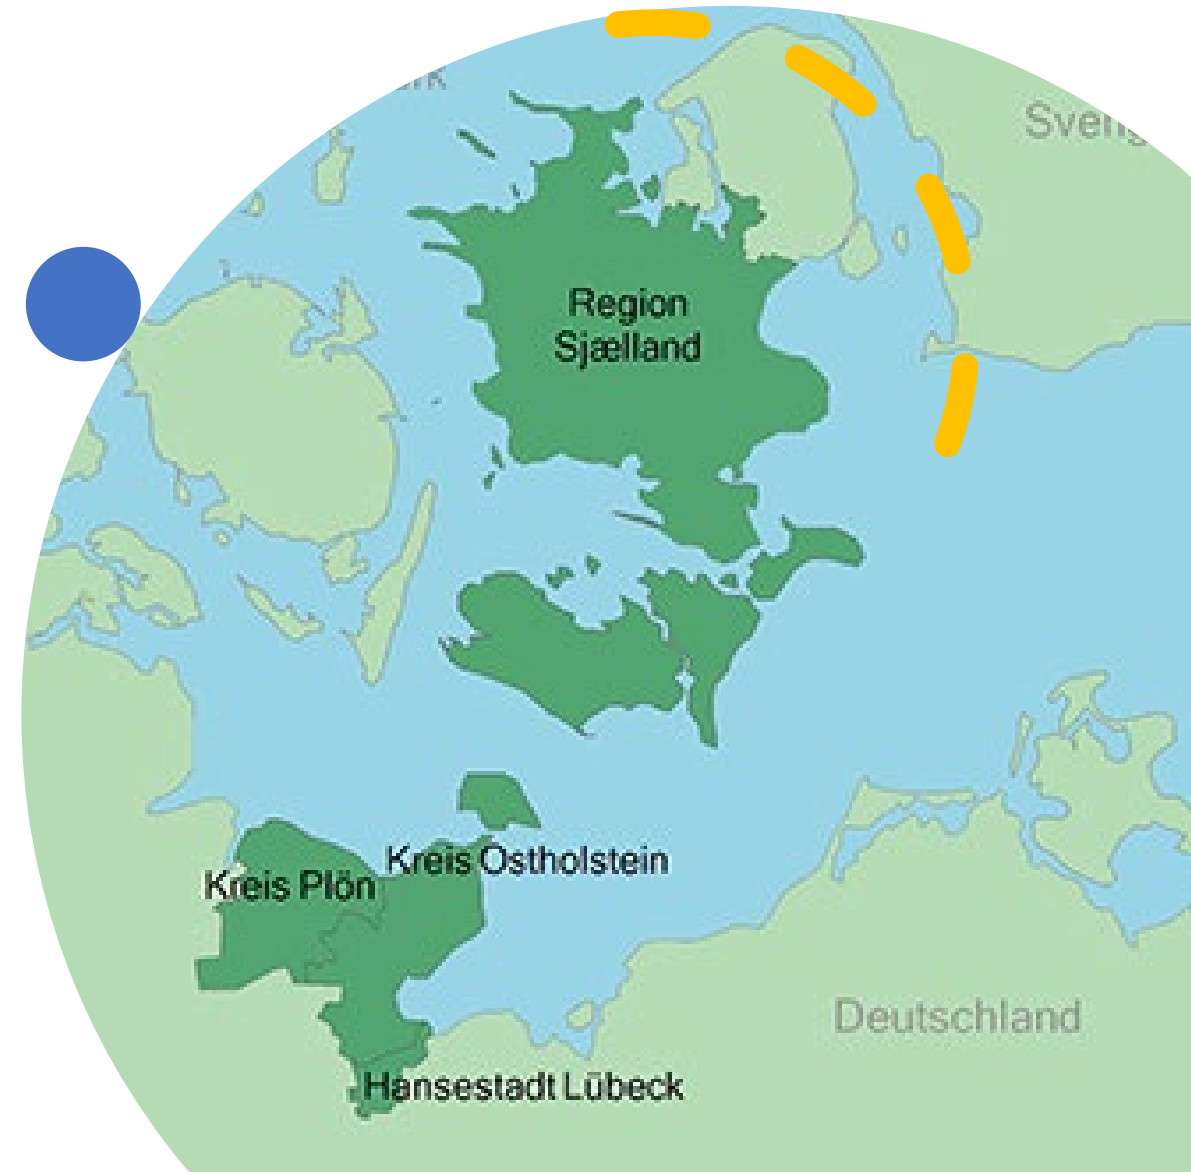 Region
Sjælland
Kreis Ostholstein
Kreis Plön
Deutschland
Hansestadt Lübeck